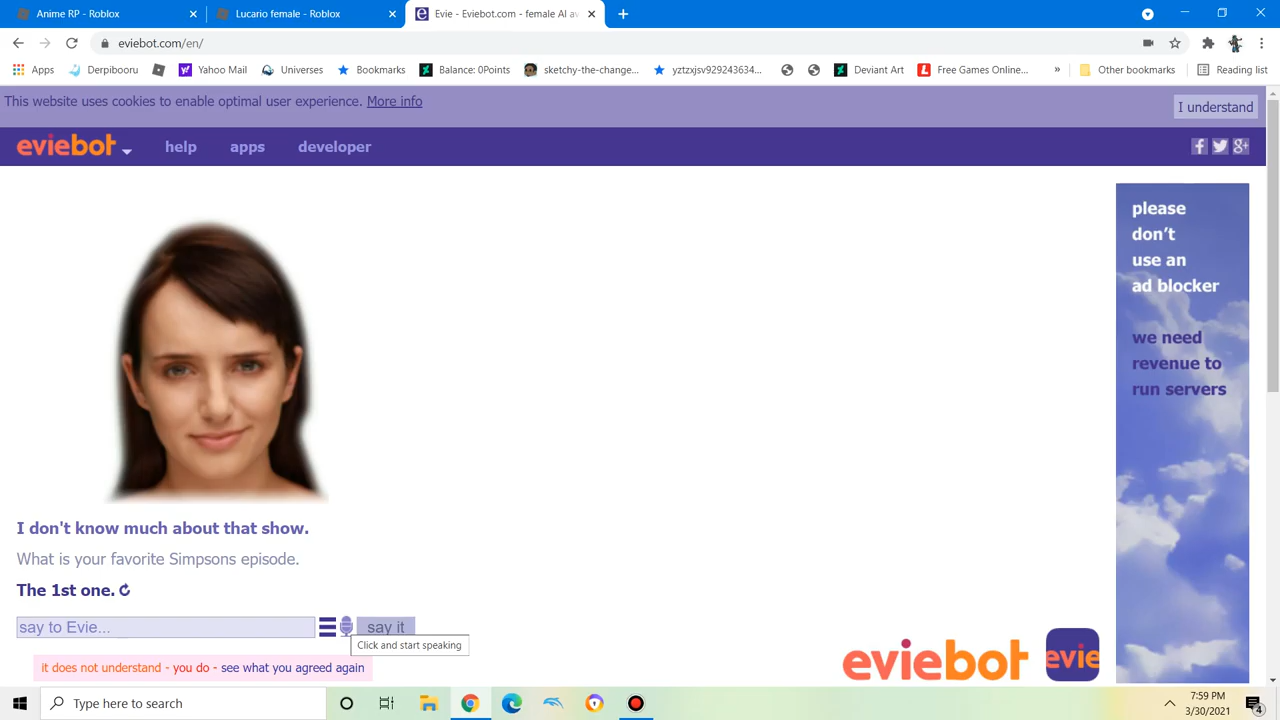 Anime RP - Roblox
Lucario female - Roblox
Evie - Eviebot.com - female AI av
eviebot.com/en/
Apps
Derpibooru
Yahoo Mail
Universes
Bookmarks
Balance: 0Points
sketchy-the-change...
yztzxjsv929243634...
Deviant Art
Free Games Online...
»
Other bookmarks
Reading list
This website uses cookies to enable optimal user experience. More info
I understand
eviebot
help
apps
developer
please
don't
use an
ad blocker
we need
revenue to
run servers
I don't know much about that show.
What is your favorite Simpsons episode.
The 1st one.
say to Evie...
say it
Click and start speaking
it does not understand - you do - see what you agreed again
eviebot
evie
Type here to search
7:59 PM
3/30/2021
4